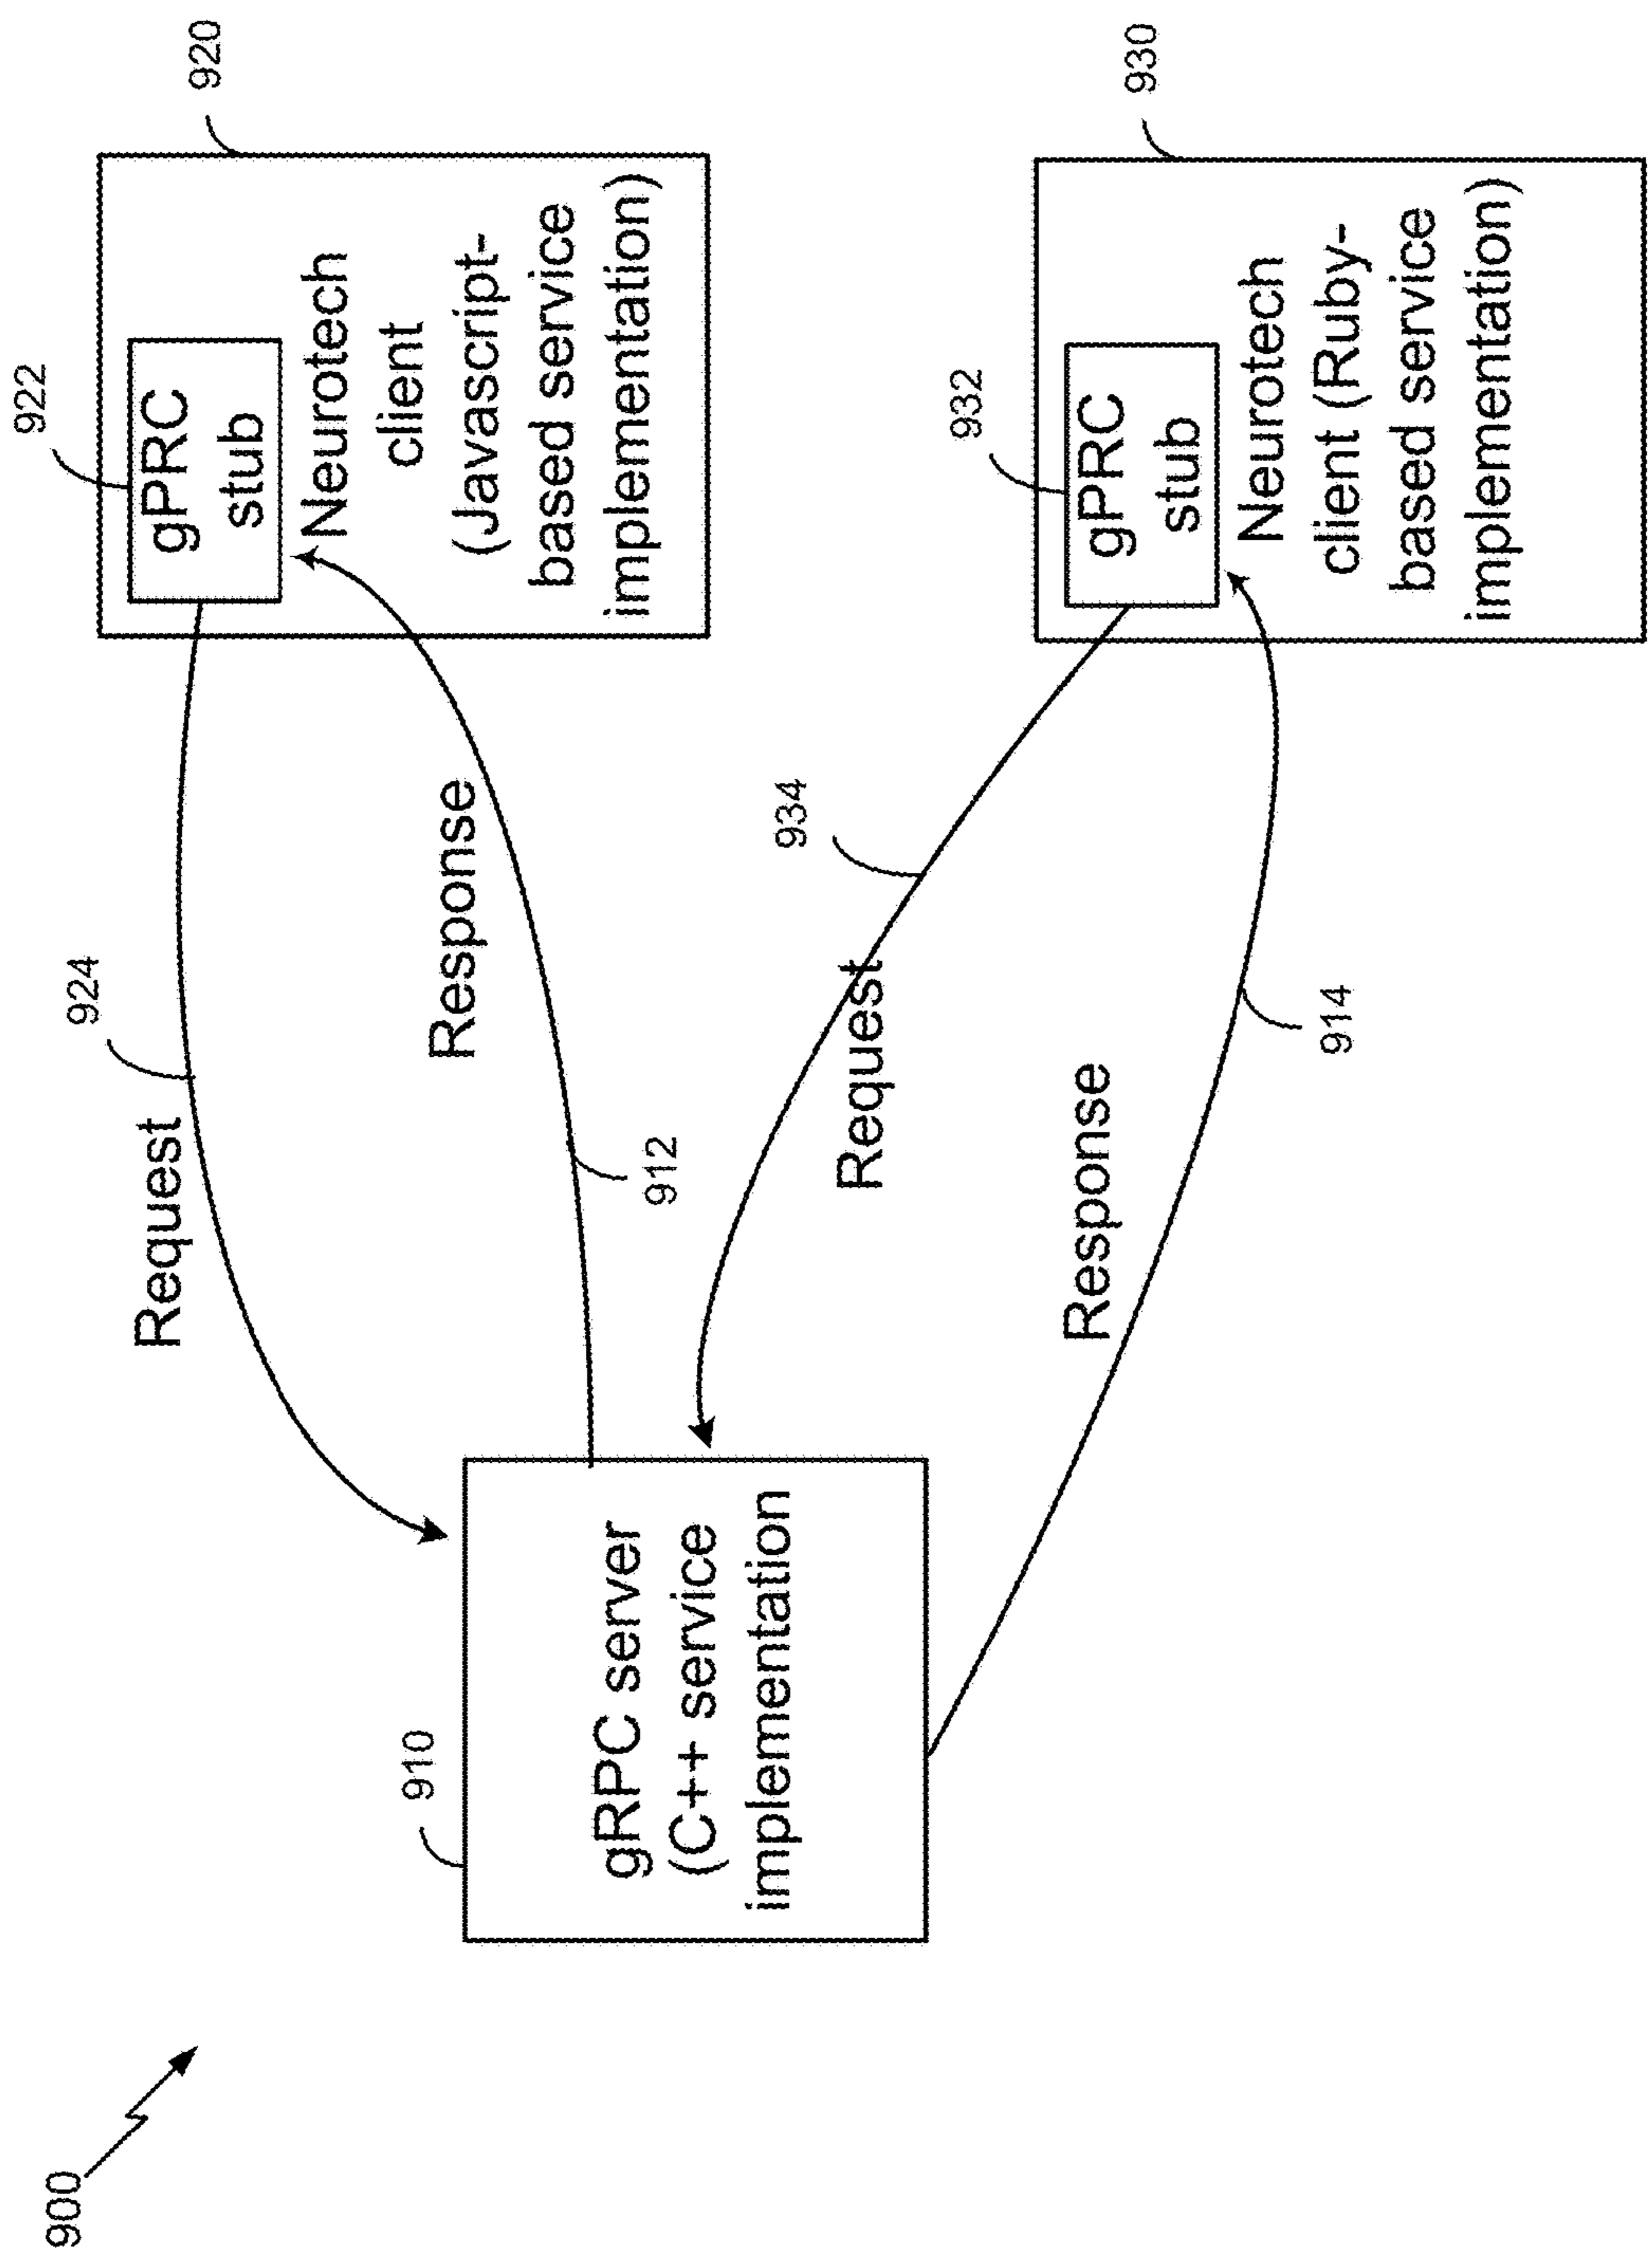 900
910
gRPC server
(C++ service
implementation
Request
924
Response
912
934
Request
Response
914
922
920
gPRC
stub
Neurotech
client
(Javascript-
based service
implementation)
932
930
gPRC
stub
Neurotech
client (Ruby-
based service
implementation)